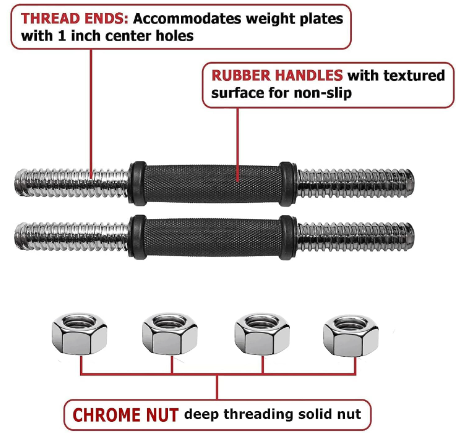 THREAD ENDS: Accommodates weight plates
with 1 inch center holes
RUBBER HANDLES with textured
surface for non-slip
CHROME NUT deep threading solid nut